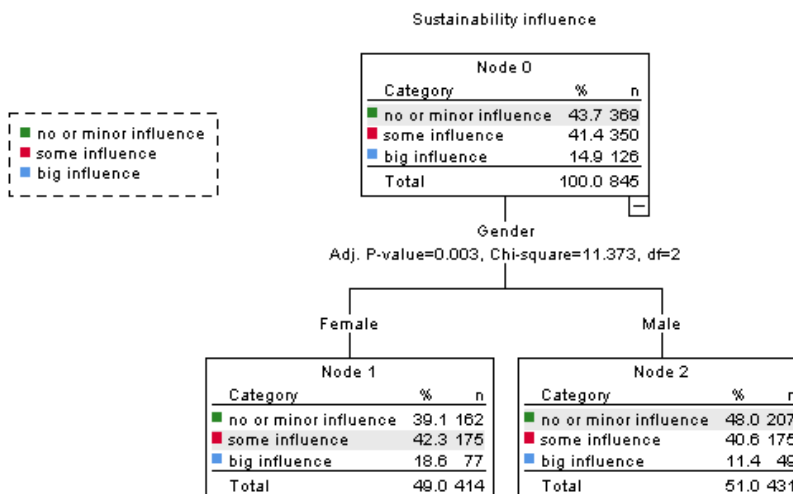 Sustainability influence
Node 0
Category % n
no or minor influence 43.7 369
some influence 41.4 350
big influence 14.9 126
Total 100.0 845
no or minor influence
some influence
big influence
Gender
Adj. P-value=0.003, Chi-square=11.373, df=2
Female
Male
Node 1
Category % n
no or minor influence 39.1 162
some influence 42.3 175
big influence 18.6 77
Total 49.0 414
Node 2
Category % n
no or minor influence 48.0 207
some influence 40.6 175
big influence 11.4 49
Total 51.0 431